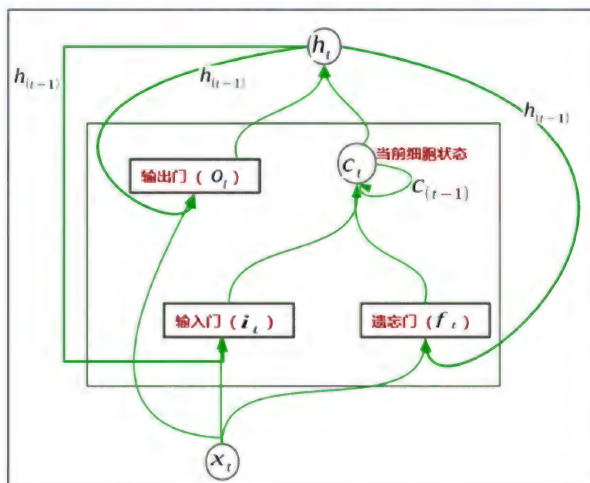 h_t
h_(t-1)
h_(t-1)
h_(t-1)
当前细胞状态
输出门（o_t）
c_t
c_(t-1)
输入门（i_t）
遗忘门（f_t）
x_t